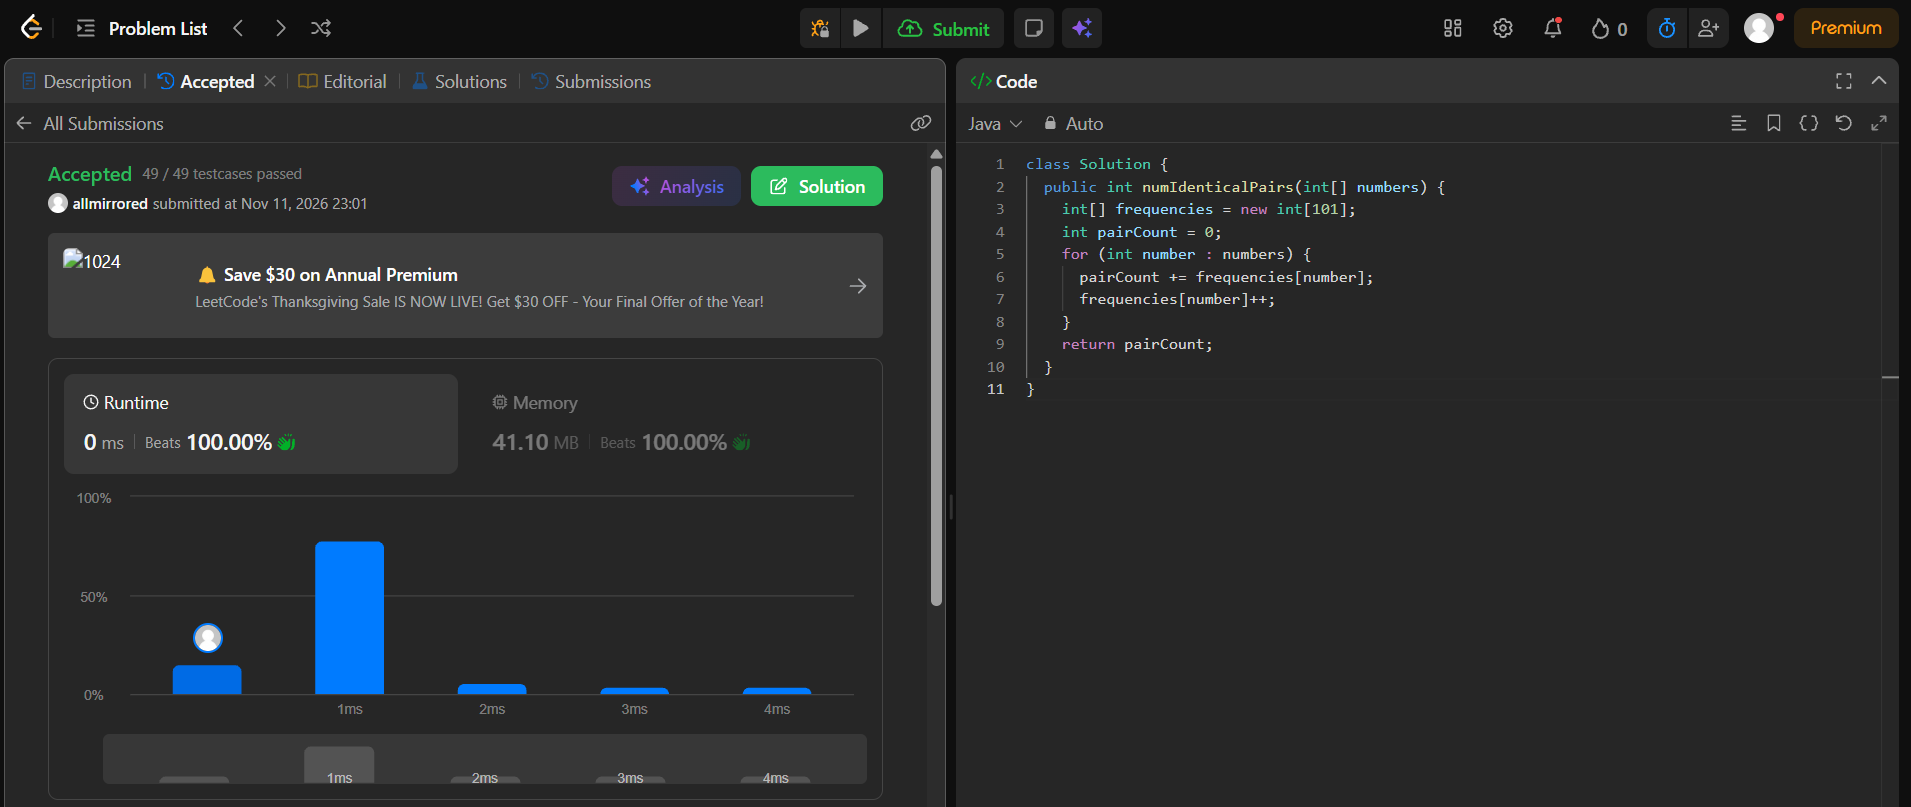 Problem List
Submit
0
Premium
Description
Accepted
Editorial
Solutions
Submissions
All Submissions
Accepted 49 / 49 testcases passed
allmirrored submitted at Nov 11, 2026 23:01
Analysis
Solution
1024
Save $30 on Annual Premium
LeetCode's Thanksgiving Sale IS NOW LIVE! Get $30 OFF - Your Final Offer of the Year!
Runtime
0 ms Beats 100.00%
Memory
41.10 MB Beats 100.00%
100%
50%
0%
1ms 2ms 3ms 4ms
1ms 2ms 3ms 4ms
</> Code
Java Auto
1 class Solution {
2 public int numIdenticalPairs(int[] numbers) {
3 int[] frequencies = new int[101];
4 int pairCount = 0;
5 for (int number : numbers) {
6 pairCount += frequencies[number];
7 frequencies[number]++;
8 }
9 return pairCount;
10 }
11 }